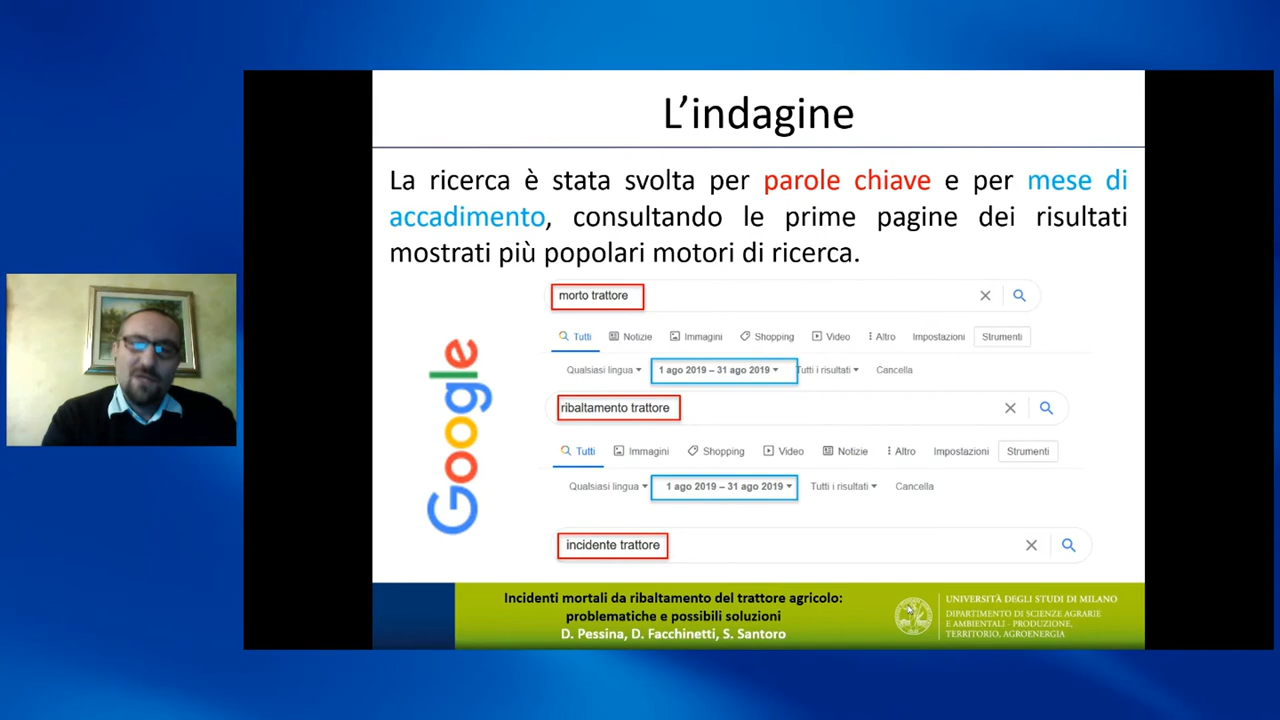 L'indagine
La ricerca è stata svolta per parole chiave e per mese di
accadimento, consultando le prime pagine dei risultati
mostrati più popolari motori di ricerca.
Google
morto trattore
Tutti Notizie Immagini Shopping Video Altro Impostazioni Strumenti
Qualsiasi lingua 1 ago 2019 – 31 ago 2019 Tutti i risultati Cancella
ribaltamento trattore
Tutti Immagini Shopping Video Notizie Altro Impostazioni Strumenti
Qualsiasi lingua 1 ago 2019 – 31 ago 2019 Tutti i risultati Cancella
incidente trattore
Incidenti mortali da ribaltamento del trattore agricolo:
problematiche e possibili soluzioni
D. Pessina, D. Facchinetti, S. Santoro
UNIVERSITÀ DEGLI STUDI DI MILANO
DIPARTIMENTO DI SCIENZE AGRARIE
E AMBIENTALI - PRODUZIONE,
TERRITORIO, AGROENERGIA